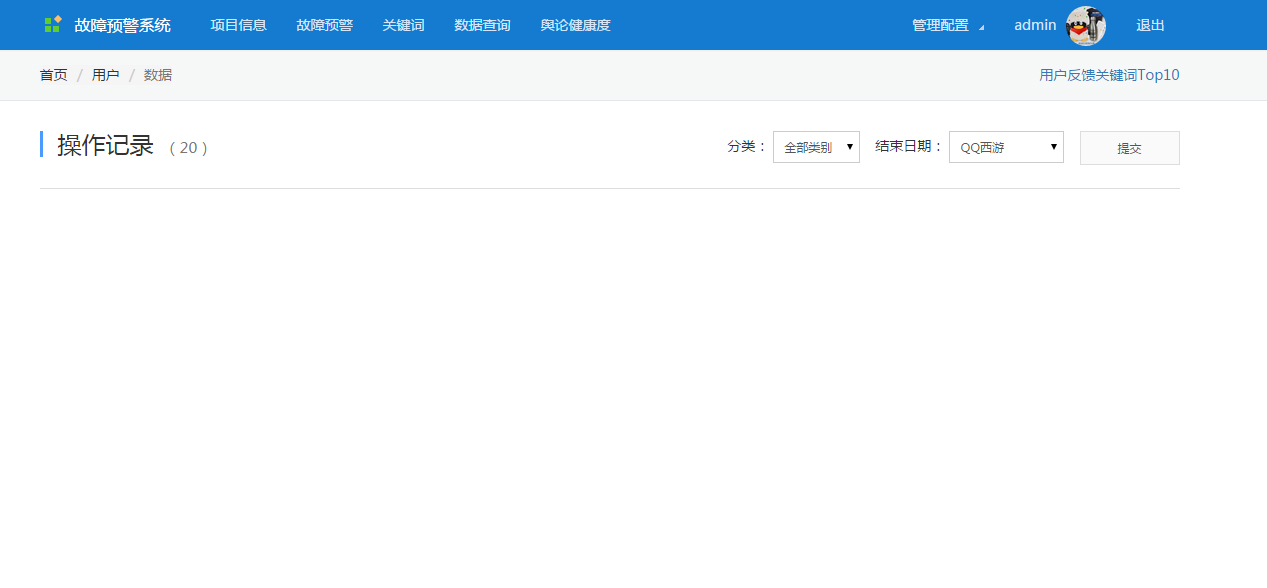 故障预警系统 项目信息 故障预警 关键词 数据查询 舆论健康度 管理配置 admin 退出
首页 / 用户 / 数据 用户反馈关键词Top10
操作记录 （ 20 ） 分类： 全部类别 结束日期： QQ西游 提交